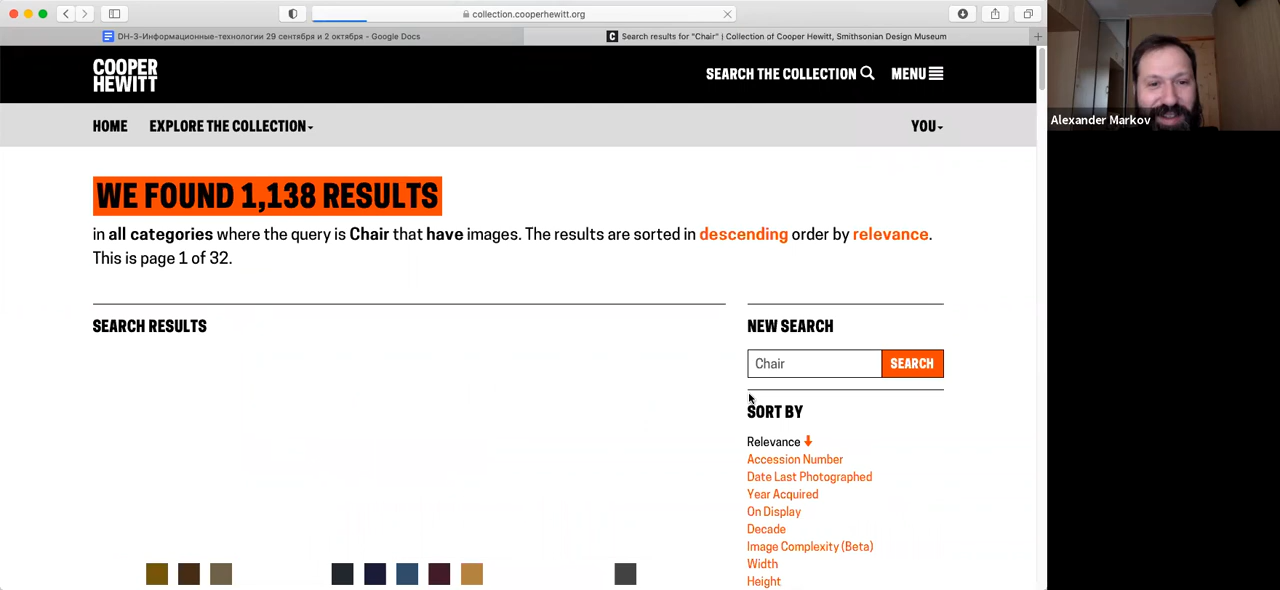 collection.cooperhewitt.org
DH-3-Информационные-технологии 29 сентября и 2 октября - Google Docs
Search results for "Chair" | Collection of Cooper Hewitt, Smithsonian Design Museum
COOPER
HEWITT
SEARCH THE COLLECTION
MENU
HOME
EXPLORE THE COLLECTION
YOU
WE FOUND 1,138 RESULTS
in all categories where the query is Chair that have images. The results are sorted in descending order by relevance.
This is page 1 of 32.
SEARCH RESULTS
NEW SEARCH
Chair
SEARCH
SORT BY
Relevance
Accession Number
Date Last Photographed
Year Acquired
On Display
Decade
Image Complexity (Beta)
Width
Height
Alexander Markov